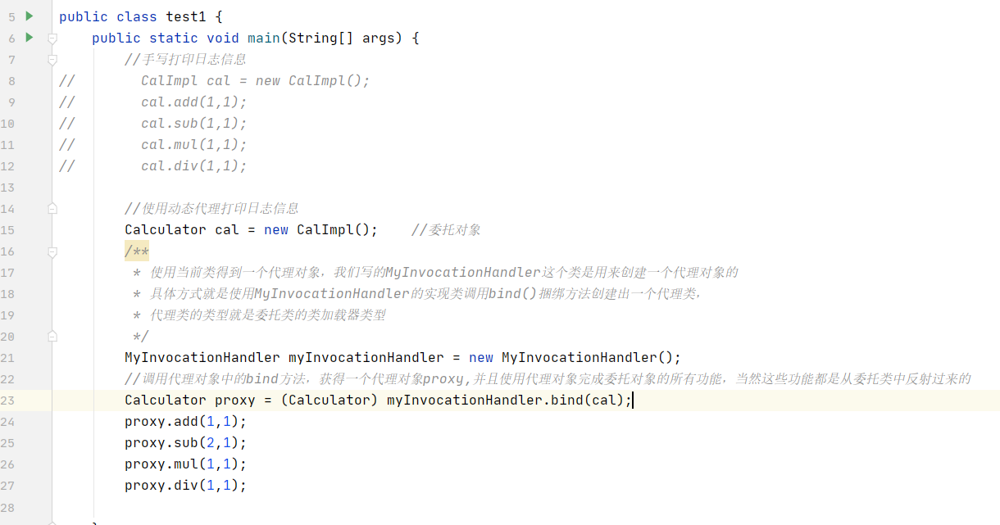 5 public class test1 {
6 public static void main(String[] args) {
7 //手写打印日志信息
8 // CalImpl cal = new CalImpl();
9 // cal.add(1,1);
10 // cal.sub(1,1);
11 // cal.mul(1,1);
12 // cal.div(1,1);
13
14 //使用动态代理打印日志信息
15 Calculator cal = new CalImpl(); //委托对象
16 /**
17 * 使用当前类得到一个代理对象，我们写的MyInvocationHandler这个类是用来创建一个代理对象的
18 * 具体方式就是使用MyInvocationHandler的实现类调用bind()捆绑方法创建出一个代理类，
19 * 代理类的类型就是委托类的类加载器类型
20 */
21 MyInvocationHandler myInvocationHandler = new MyInvocationHandler();
22 //调用代理对象中的bind方法，获得一个代理对象proxy,并且使用代理对象完成委托对象的所有功能，当然这些功能都是从委托类中反射过来的
23 Calculator proxy = (Calculator) myInvocationHandler.bind(cal);
24 proxy.add(1,1);
25 proxy.sub(2,1);
26 proxy.mul(1,1);
27 proxy.div(1,1);
28